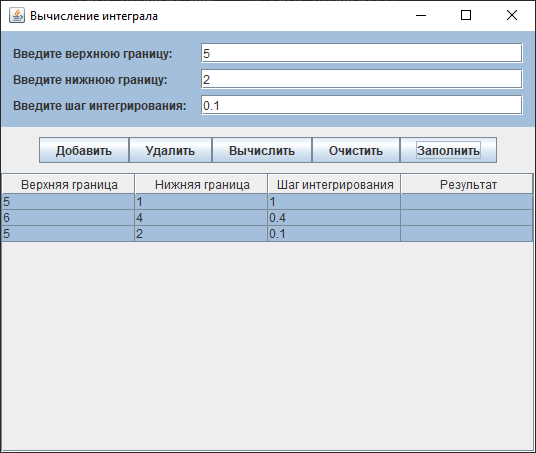 Вычисление интеграла
Введите верхнюю границу: 5
Введите нижнюю границу: 2
Введите шаг интегрирования: 0.1
Добавить Удалить Вычислить Очистить Заполнить
Верхняя граница Нижняя граница Шаг интегрирования Результат
5 1 1
6 4 0.4
5 2 0.1